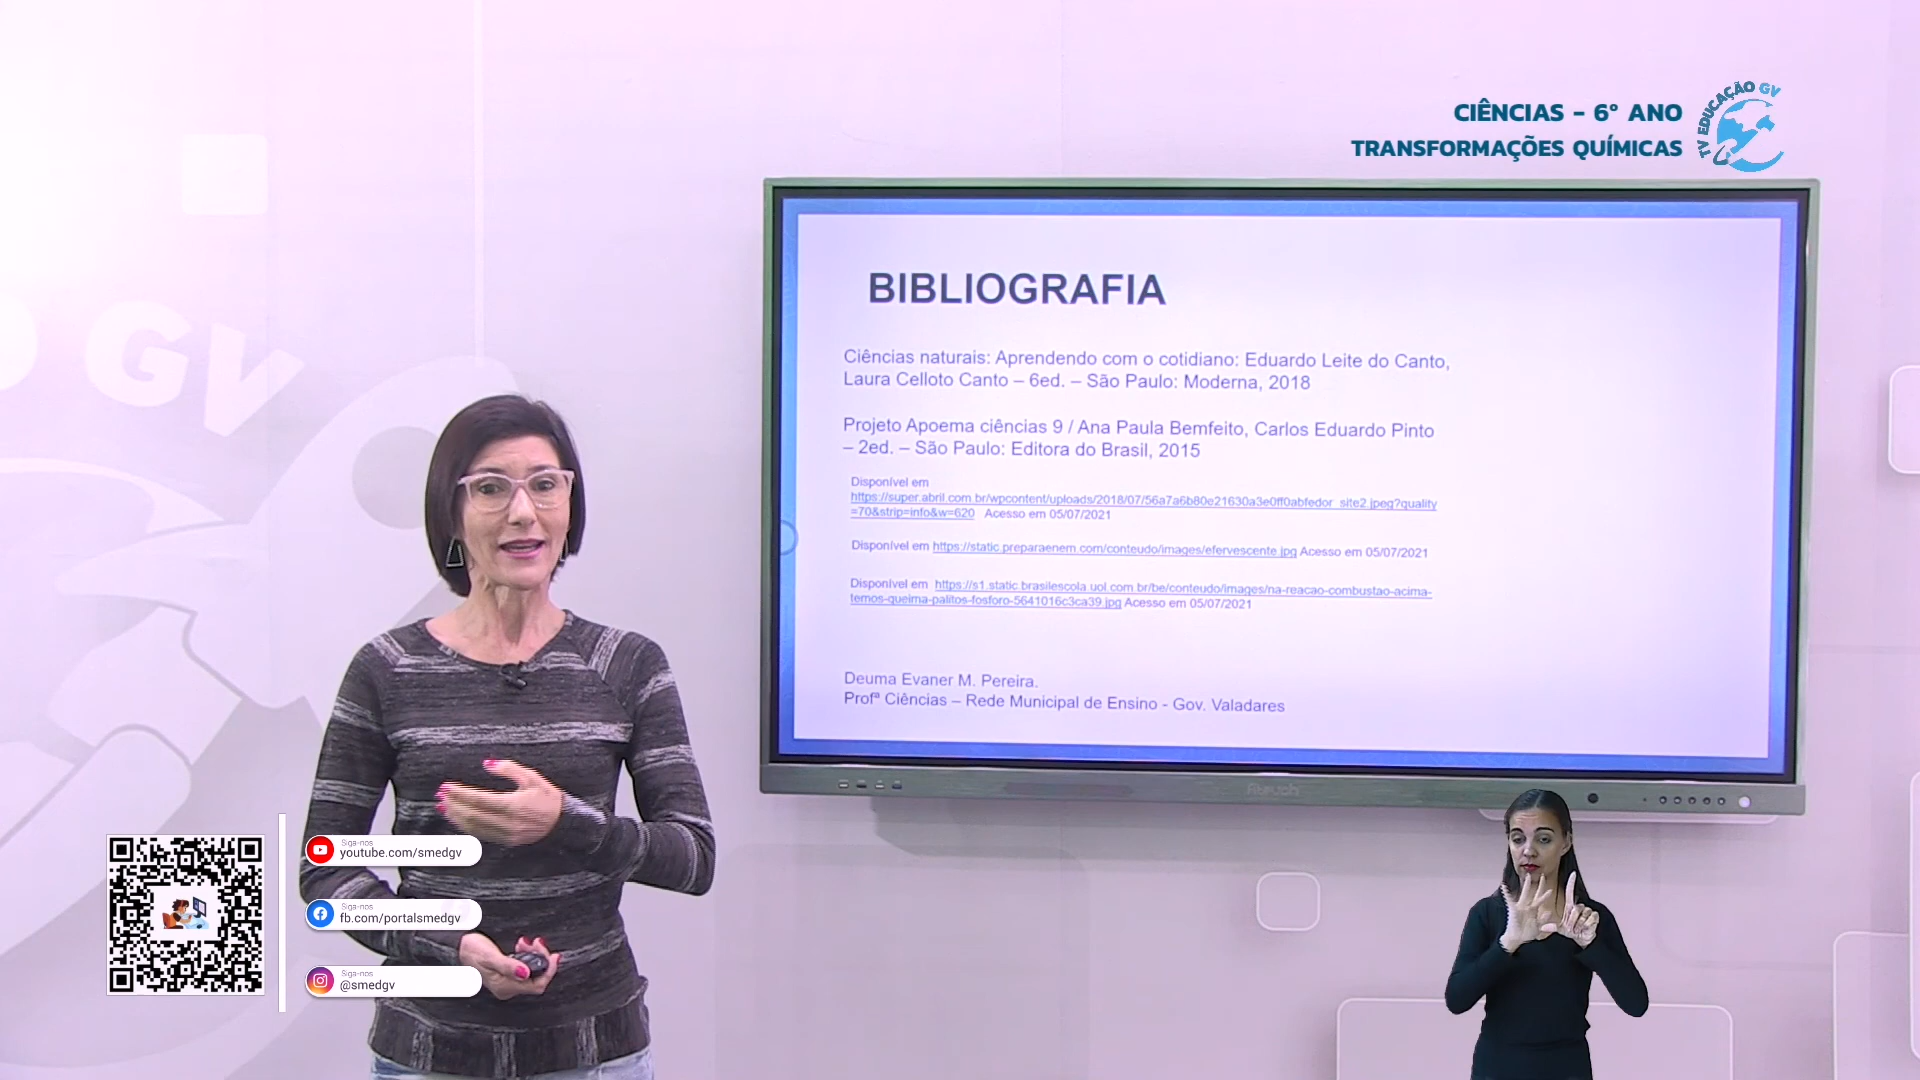 CIÊNCIAS - 6º ANO
TRANSFORMAÇÕES QUÍMICAS
TV EDUCAÇÃO GV
O GV
BIBLIOGRAFIA
Ciências naturais: Aprendendo com o cotidiano: Eduardo Leite do Canto,
Laura Celloto Canto – 6ed. – São Paulo: Moderna, 2018
Projeto Apoema ciências 9 / Ana Paula Bemfeito, Carlos Eduardo Pinto
– 2ed. – São Paulo: Editora do Brasil, 2015
Disponível em
https://super.abril.com.br/wpcontent/uploads/2018/07/56a7a6b80e21630a3e0ff0abfedor_site2.jpeg?quality
=70&strip=info&w=620 Acesso em 05/07/2021
Disponível em https://static.preparaenem.com/conteudo/images/efervescente.jpg Acesso em 05/07/2021
Disponível em https://s1.static.brasilescola.uol.com.br/be/conteudo/images/na-reacao-combustao-acima-
temos-queima-palitos-fosforo-5641016c3ca39.jpg Acesso em 05/07/2021
Deuma Evaner M. Pereira.
Profª Ciências – Rede Municipal de Ensino - Gov. Valadares
Siga-nos
youtube.com/smedgv
Siga-nos
fb.com/portalsmedgv
Siga-nos
@smedgv